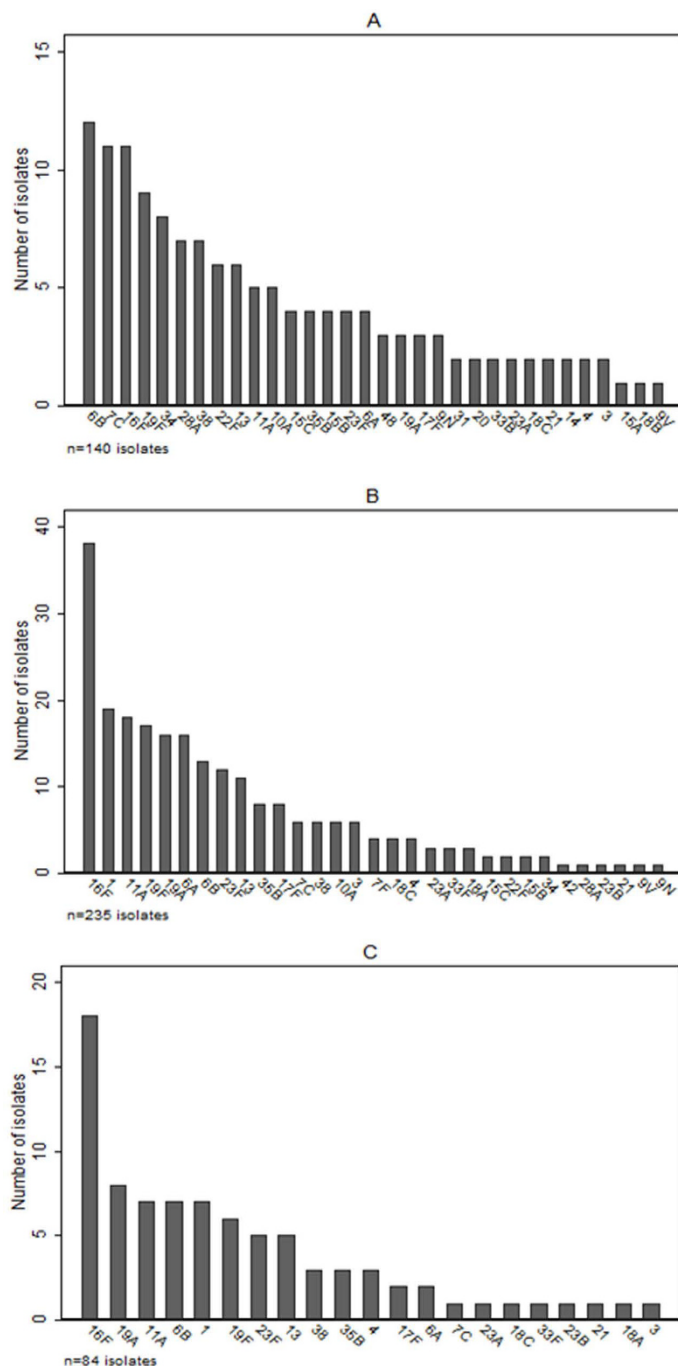 A
Number of isolates
15
10
5
0
6B 7C 16F 19F 34 28A 38 22F 13 11A 10A 15C 35B 15B 23F 6A 48 19A 17F 9N 31 20 33B 23A 18C 21 14 4 3 15A 18B 9V
n=140 isolates
B
Number of isolates
40
30
20
10
0
16F 1 11A 19F 19A 6A 6B 23F 13 35B 17F 7C 38 10A 3 7F 18C 4 23A 33F 18A 15C 22F 15B 34 42 28A 23B 21 9V 9N
n=235 isolates
C
Number of isolates
20
15
10
5
0
16F 19A 11A 6B 1 19F 23F 13 38 35B 4 17F 6A 7C 23A 18C 33F 23B 21 18A 3
n=84 isolates